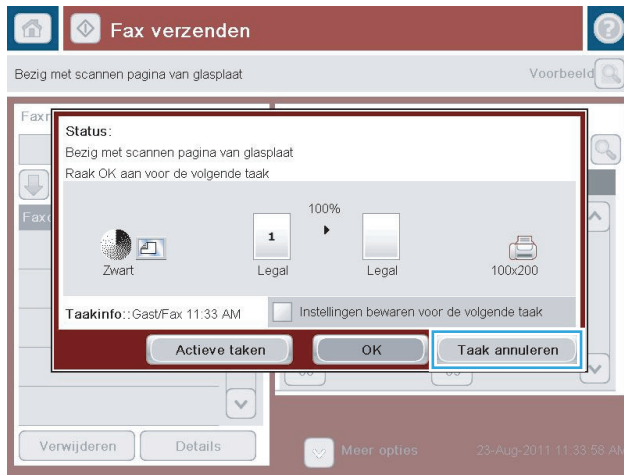 Fax verzenden
Bezig met scannen pagina van glasplaat
Voorbeeld
Status:
Bezig met scannen pagina van glasplaat
Raak OK aan voor de volgende taak
100%
1
Zwart
Legal
Legal
100x200
Taakinfo::Gast/Fax 11:33 AM
Instellingen bewaren voor de volgende taak
Actieve taken
OK
Taak annuleren
Verwijderen
Details
Meer opties
23-Aug-2011 11:33:58 AM